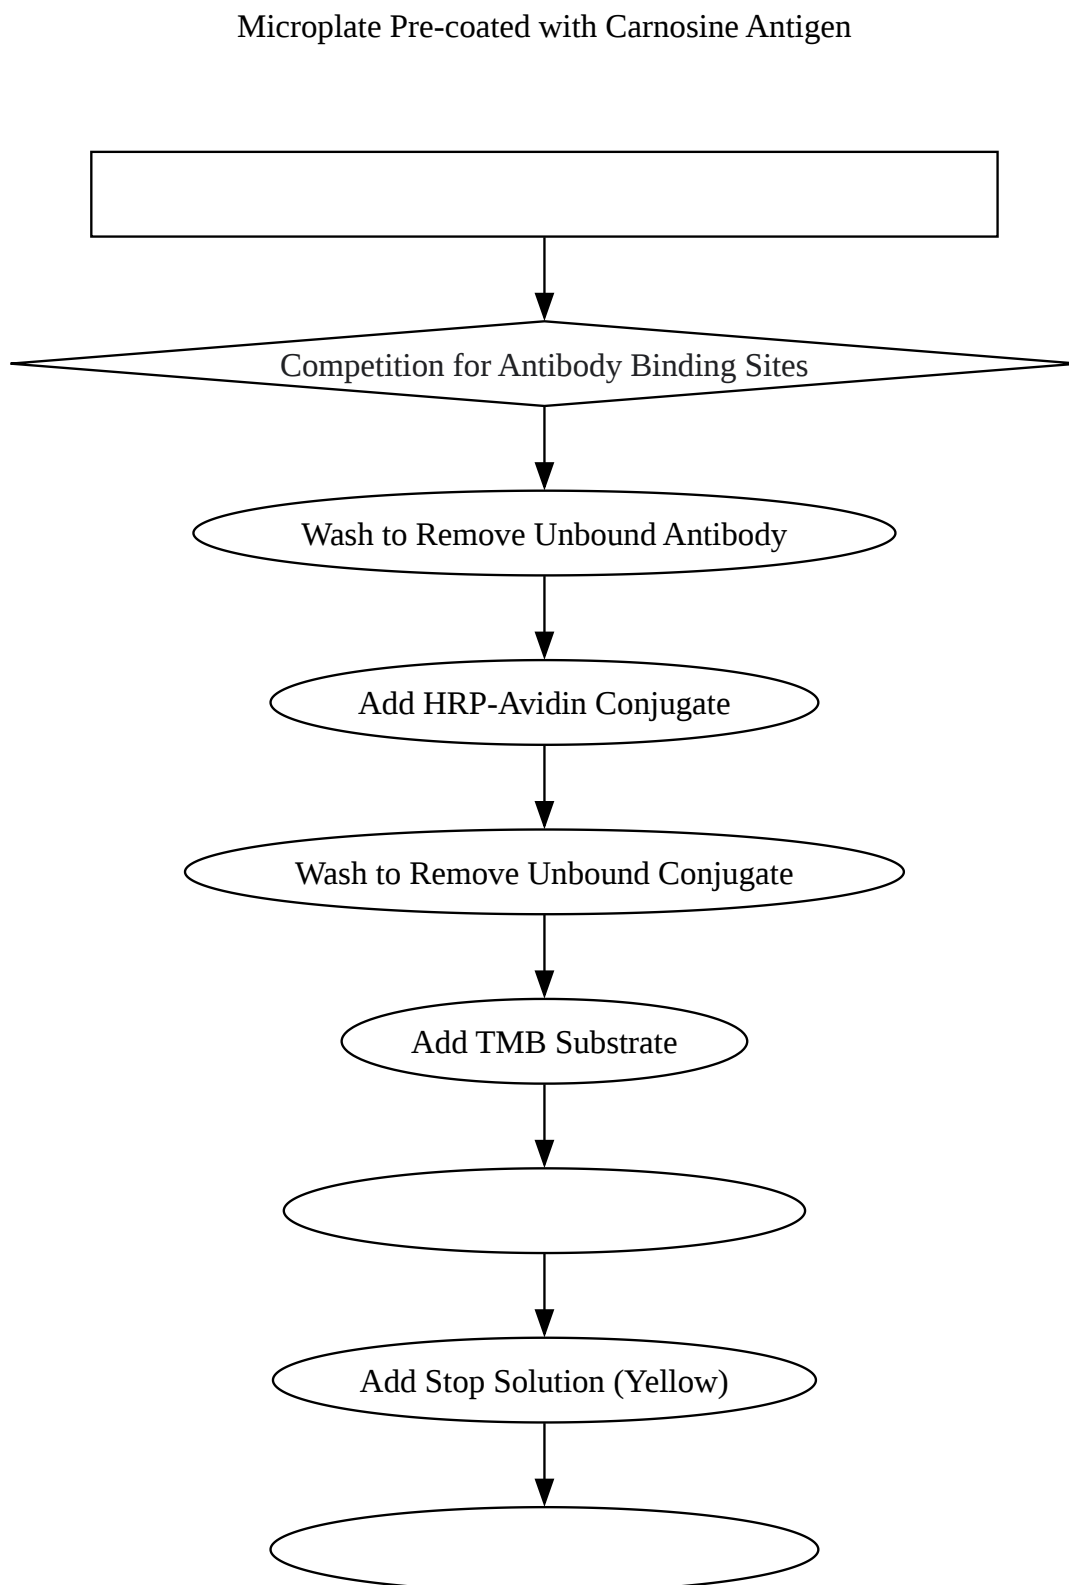 Microplate Pre-coated with Carnosine Antigen
Competition for Antibody Binding Sites
Wash to Remove Unbound Antibody
Add HRP-Avidin Conjugate
Wash to Remove Unbound Conjugate
Add TMB Substrate
Add Stop Solution (Yellow)